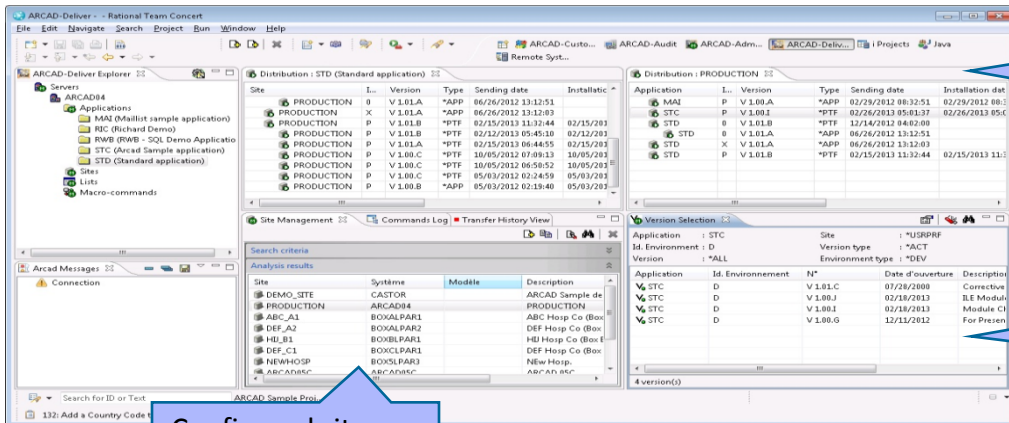 ARCAD-Deliver - - Rational Team Concert
File Edit Navigate Search Project Run Window Help
ARCAD-Custo... ARCAD-Audit ARCAD-Adm... ARCAD-Deliv... i Projects Java
Remote Syst...
ARCAD-Deliver Explorer
Servers
ARCAD04
Applications
MAI (Maillist sample application)
RIC (Richard Demo)
RWB (RWB - SQL Demo Applicatio
STC (Arcad Sample application)
STD (Standard application)
Sites
Lists
Macro-commands
Distribution : STD (Standard application)
Site I... Version Type Sending date Installatic
PRODUCTION 0 V 1.01.A *APP 06/26/2012 13:12:51
PRODUCTION X V 1.01.A *APP 06/26/2012 13:12:03
PRODUCTION P V 1.01.B *PTF 02/15/2013 11:32:44 02/15/201
PRODUCTION P V 1.01.B *PTF 02/12/2013 05:45:10 02/12/201
PRODUCTION P V 1.01.A *PTF 02/15/2013 06:44:55 02/15/201
PRODUCTION P V 1.00.C *PTF 10/05/2012 07:09:13 10/05/201
PRODUCTION P V 1.00.C *PTF 10/05/2012 06:50:52 10/05/201
PRODUCTION P V 1.00.C *PTF 05/03/2012 02:24:59 05/03/201
PRODUCTION P V 1.00.B *APP 05/03/2012 02:19:40 05/03/201
Distribution : PRODUCTION
Application I... Version Type Sending date Installation dat
MAI P V 1.00.A *APP 02/29/2012 08:32:51 02/29/2012 08:3
STC P V 1.00.I *PTF 02/26/2013 05:01:37 02/26/2013 05:0
STD 0 V 1.01.B *PTF 12/14/2012 04:02:00
STD 0 V 1.01.A *APP 06/26/2012 13:12:51
STD X V 1.01.A *APP 06/26/2012 13:12:03
STD P V 1.01.B *PTF 02/15/2013 11:32:44 02/15/2013 11:3
Arcad Messages
Connection
Site Management Commands Log Transfer History View
Search criteria
Analysis results
Site Système Modèle Description
DEMO_SITE CASTOR ARCAD Sample de
PRODUCTION ARCAD04 PRODUCTION
ABC_A1 BOXALPAR1 ABC Hosp Co (Box
DEF_A2 BOXALPAR2 DEF Hosp Co (Box
HIJ_B1 BOXBLPAR1 HIJ Hosp Co (Box B
DEF_C1 BOXCLPAR1 DEF Hosp Co (Box
NEWHOSP BOXSLPAR3 NEw Hosp.
ARCAD05C ARCAD05C ARCAD 05C
Version Selection
Application : STC Site : *USRPRF
Id. Environment : D Version type : *ACT
Version : *ALL Environment type : *DEV
Application Id. Environnement N° Date d'ouverture Description
STC D V 1.01.C 07/28/2000 Corrective
STC D V 1.00.J 02/18/2013 ILE Modul
STC D V 1.00.I 02/18/2013 Module Cl
STC D V 1.00.G 12/11/2012 For Presen
4 version(s)
Search for ID or Text ARCAD Sample Proj...
132: Add a Country Code t